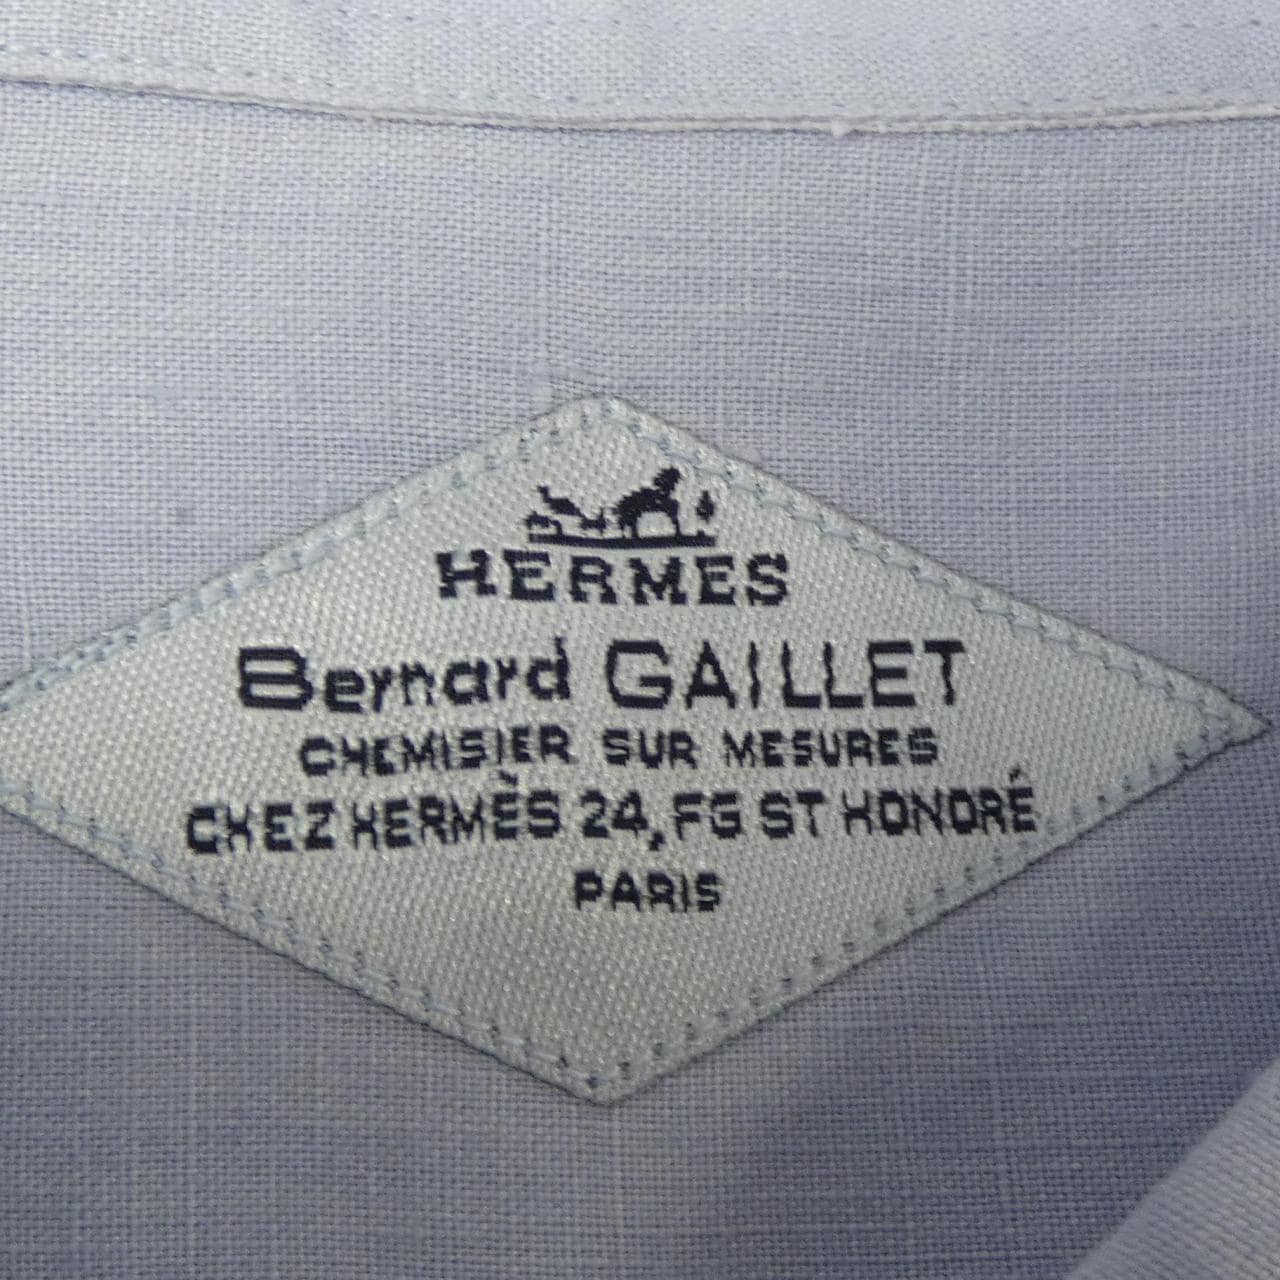 HERMES
Bernard GAILLET
CHEMISIER SUR MESURES
CHEZ HERMÈS 24, FG ST HONORÉ
PARIS